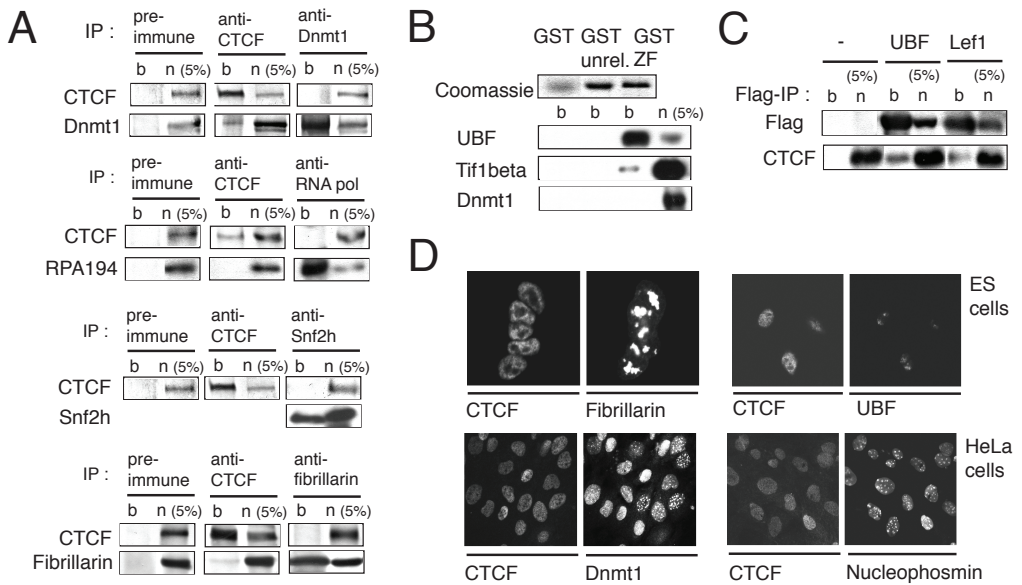 A
IP :
pre-
immune
anti-
CTCF
anti-
Dnmt1
b n (5%) b n (5%) b n (5%)
CTCF
Dnmt1
IP :
pre-
immune
anti-
CTCF
anti-
RNA pol
b n (5%) b n (5%) b n (5%)
CTCF
RPA194
IP :
pre-
immune
anti-
CTCF
anti-
Snf2h
b n (5%) b n (5%) b n (5%)
CTCF
Snf2h
IP :
pre-
immune
anti-
CTCF
anti-
fibrillarin
b n (5%) b n (5%) b n (5%)
CTCF
Fibrillarin
B
GST GST GST
unrel. ZF
Coomassie
b b b n (5%)
UBF
Tif1beta
Dnmt1
C
- UBF Lef1
(5%) (5%) (5%)
Flag-IP : b n b n b n
Flag
CTCF
D
ES
cells
CTCF Fibrillarin CTCF UBF
HeLa
cells
CTCF Dnmt1 CTCF Nucleophosmin